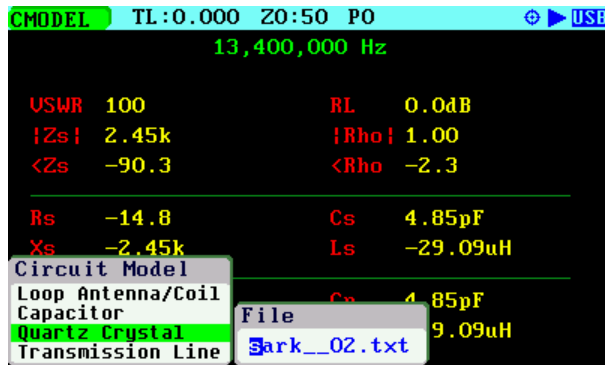 CMODEL TL:0.000 Z0:50 P0 USB
13,400,000 Hz
VSWR 100 RL 0.0dB
|Zs| 2.45k |Rho| 1.00
<Zs -90.3 <Rho -2.3
Rs -14.8 Cs 4.85pF
Xs -2.45k Ls -29.09uH
Circuit Model
Loop Antenna/Coil
Capacitor
Quartz Crystal
Transmission Line
Cp 4.85pF
9.09uH
File
sark__02.txt